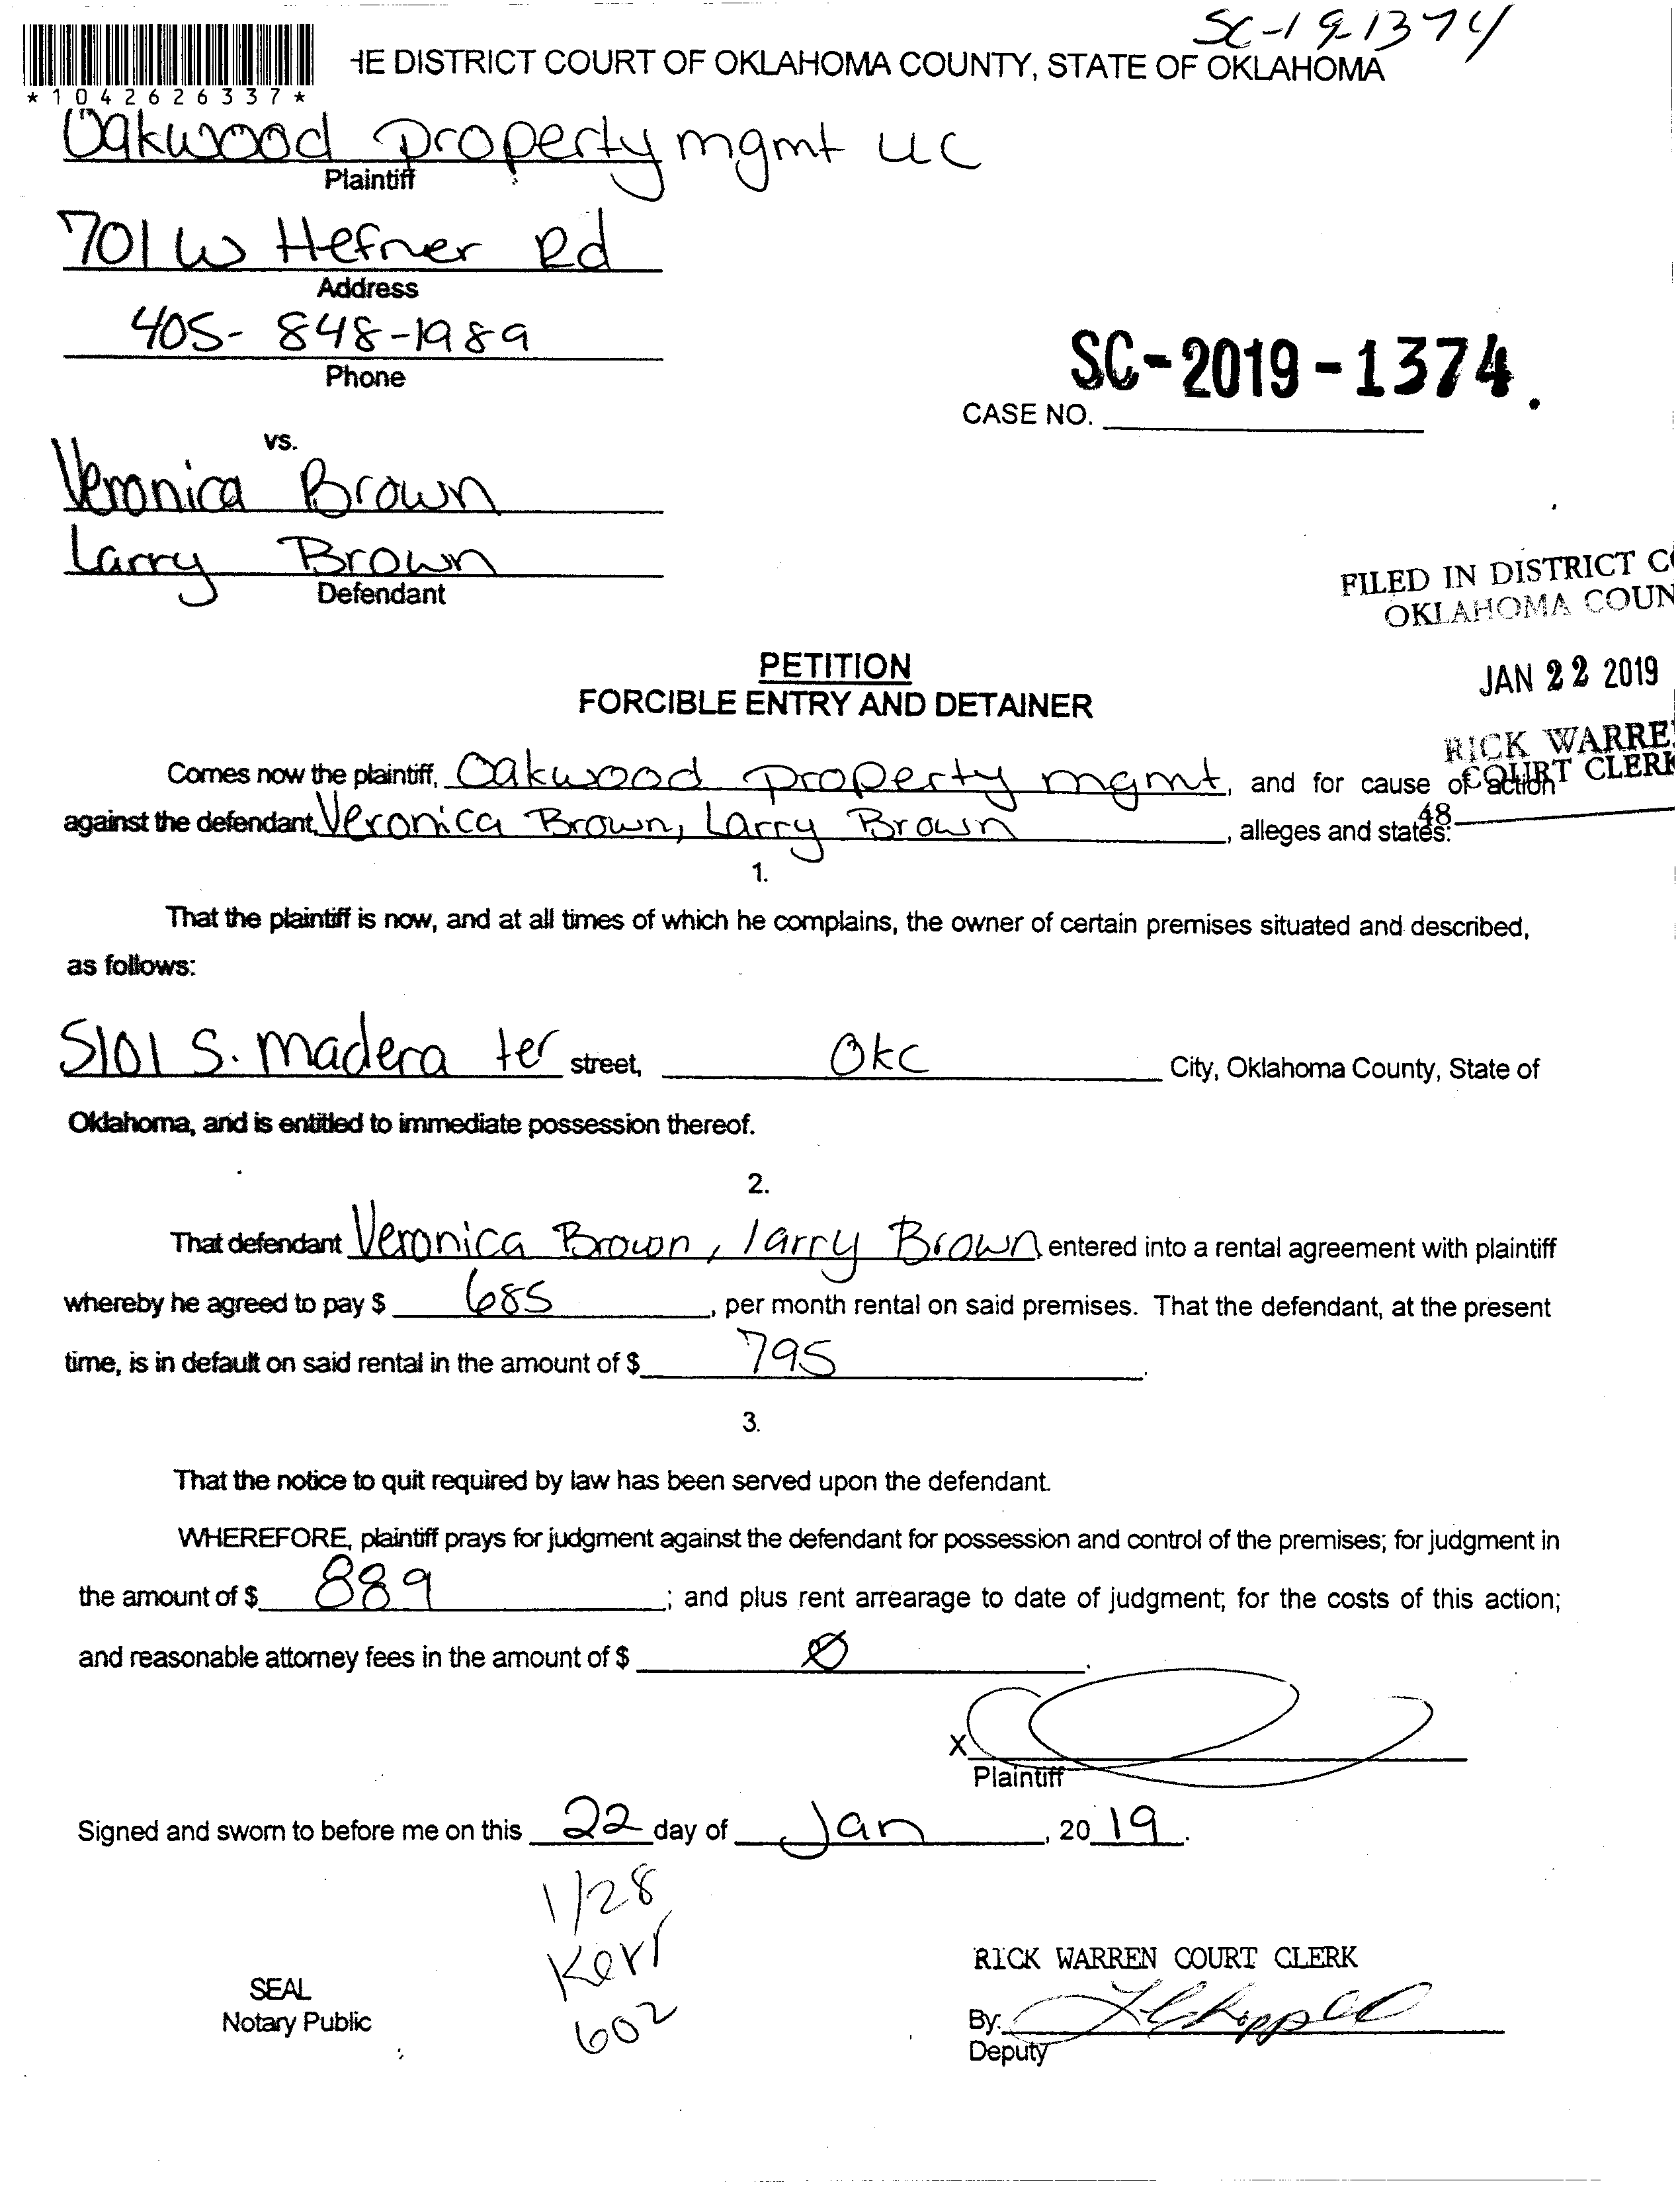 SC-19-1374
HE DISTRICT COURT OF OKLAHOMA COUNTY, STATE OF OKLAHOMA
*1042626337*
Oakwood property mgmt LLC
Plaintiff
701 W Hefner Rd
Address
405-848-1989
Phone
SC-2019-1374.
CASE NO.
vs.
Veronica Brown
Larry Brown
Defendant
FILED IN DISTRICT CO
OKLAHOMA COUN
PETITION
JAN 22 2019
FORCIBLE ENTRY AND DETAINER
RICK WARRE
COURT CLERK
Comes now the plaintiff, Oakwood property mgmt, and for cause of action
48
against the defendant, Veronica Brown, Larry Brown, alleges and states:
1.
That the plaintiff is now, and at all times of which he complains, the owner of certain premises situated and described,
as follows:
5101 S. Madera ter street, OKC City, Oklahoma County, State of
Oklahoma, and is entitled to immediate possession thereof.
2.
That defendant Veronica Brown, larry Brown entered into a rental agreement with plaintiff
whereby he agreed to pay $ 685, per month rental on said premises. That the defendant, at the present
time, is in default on said rental in the amount of $ 795.
3.
That the notice to quit required by law has been served upon the defendant.
WHEREFORE, plaintiff prays for judgment against the defendant for possession and control of the premises; for judgment in
the amount of $ 889; and plus rent arrearage to date of judgment; for the costs of this action;
and reasonable attorney fees in the amount of $ Ø.
X
Plaintiff
Signed and sworn to before me on this 22 day of Jan, 2019.
1/28
Kerr
602
RICK WARREN COURT CLERK
SEAL
Notary Public
By:
Deputy